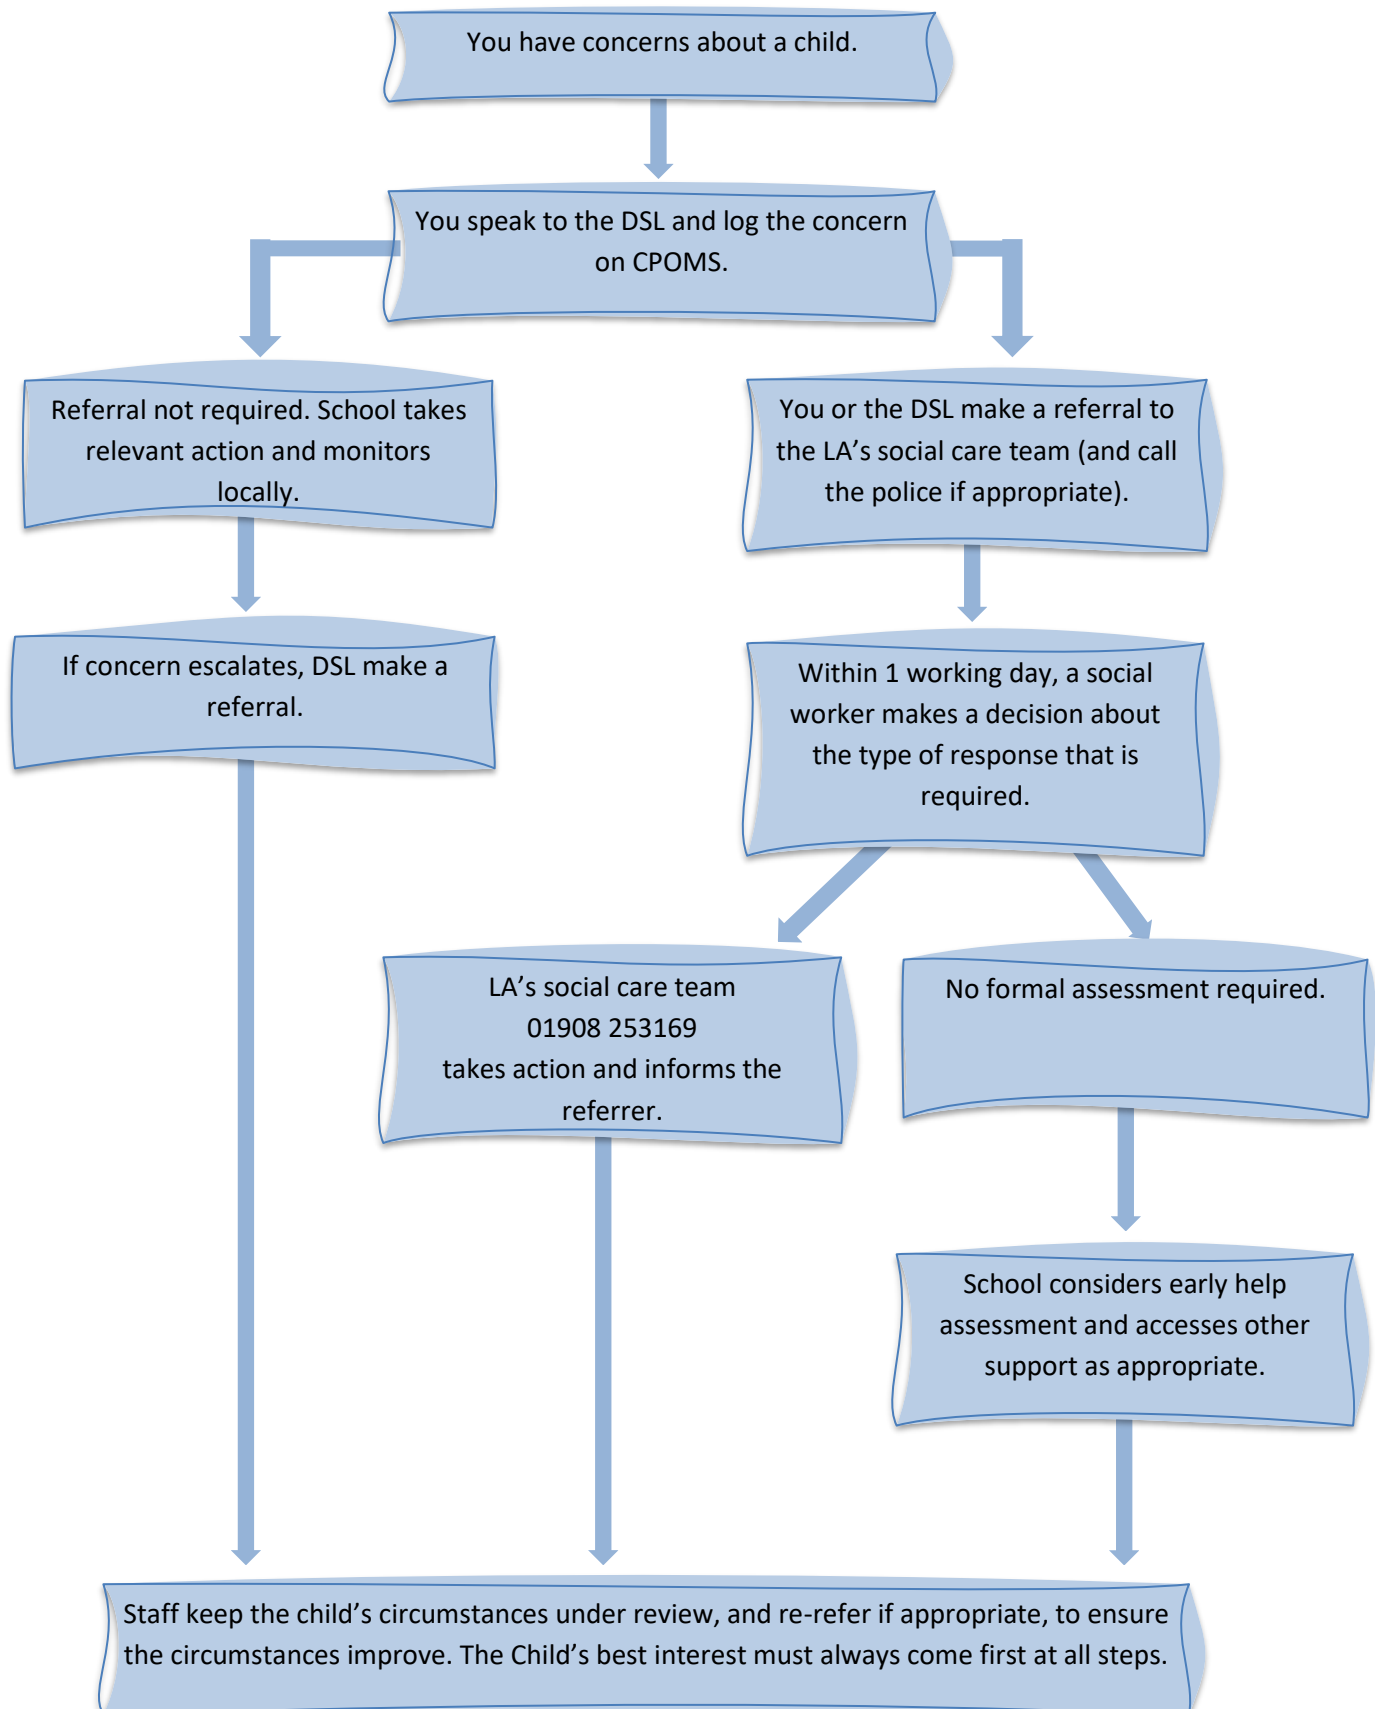 You have concerns about a child.
You speak to the DSL and log the concern
on CPOMS.
Referral not required. School takes
relevant action and monitors
locally.
You or the DSL make a referral to
the LA’s social care team (and call
the police if appropriate).
If concern escalates, DSL make a
referral.
Within 1 working day, a social
worker makes a decision about
the type of response that is
required.
LA’s social care team
01908 253169
takes action and informs the
referrer.
No formal assessment required.
School considers early help
assessment and accesses other
support as appropriate.
Staff keep the child’s circumstances under review, and re-refer if appropriate, to ensure
the circumstances improve. The Child’s best interest must always come first at all steps.